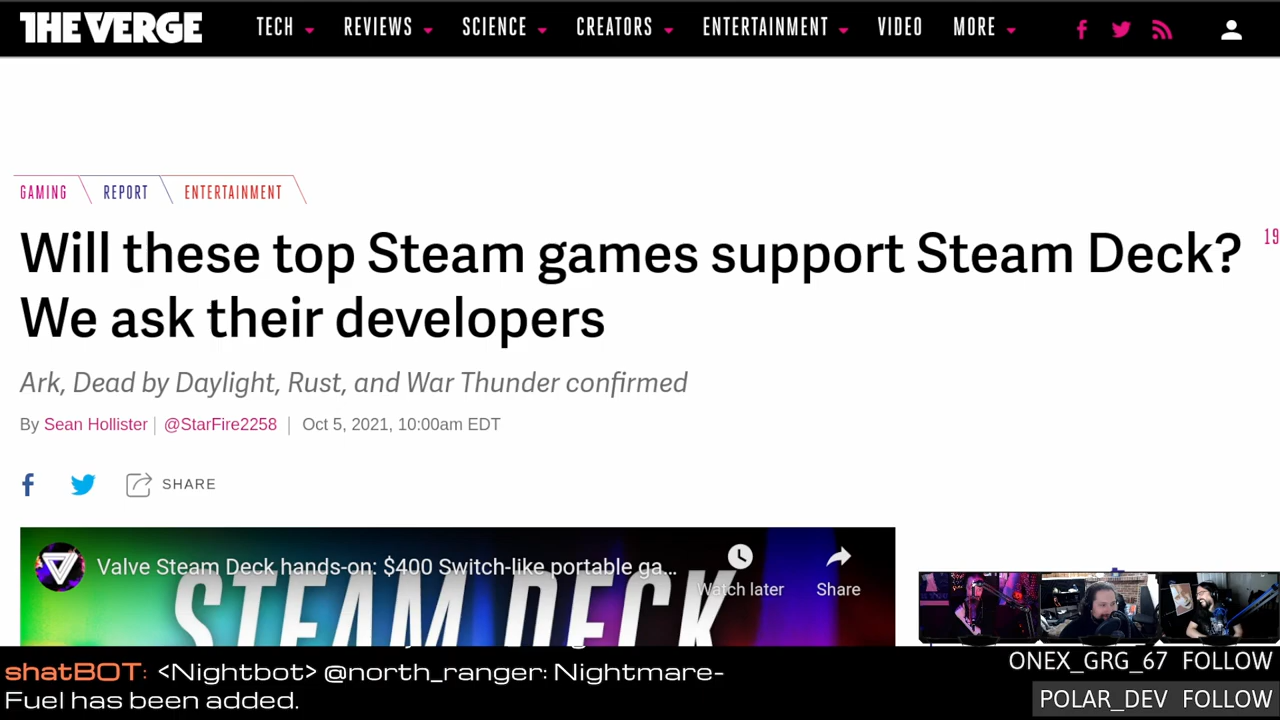 THE VERGE
TECH REVIEWS SCIENCE CREATORS ENTERTAINMENT VIDEO MORE
GAMING REPORT ENTERTAINMENT
Will these top Steam games support Steam Deck?
19
We ask their developers
Ark, Dead by Daylight, Rust, and War Thunder confirmed
By Sean Hollister | @StarFire2258 | Oct 5, 2021, 10:00am EDT
SHARE
Valve Steam Deck hands-on: $400 Switch-like portable ga...
Watch later Share
STEAM DECK
shatBOT: <Nightbot> @north_ranger: Nightmare-
Fuel has been added.
ONEX_GRG_67 FOLLOW
POLAR_DEV FOLLOW